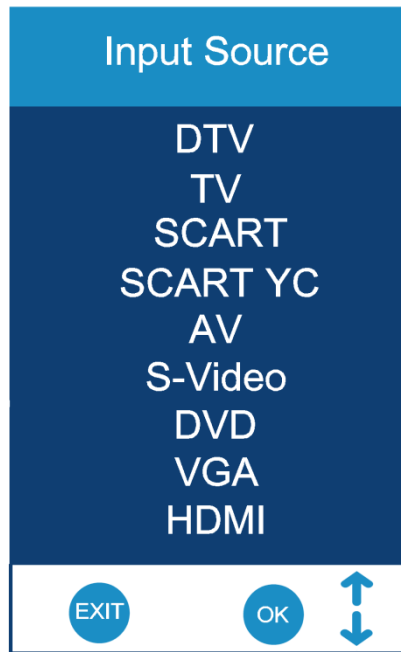 Input Source
DTV
TV
SCART
SCART YC
AV
S-Video
DVD
VGA
HDMI
EXIT OK